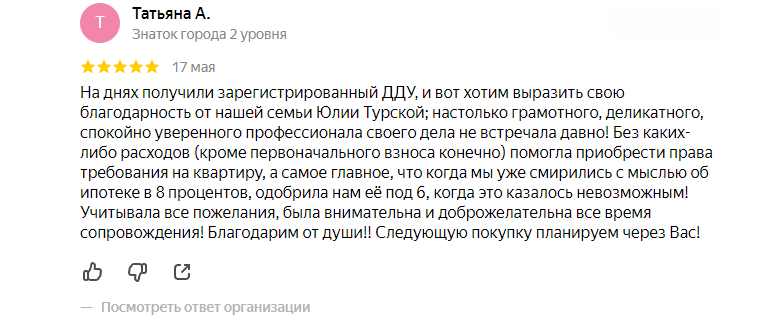 Т
Татьяна А.
Знаток города 2 уровня
17 мая
На днях получили зарегистрированный ДДУ, и вот хотим выразить свою
благодарность от нашей семьи Юлии Турской; настолько грамотного, деликатного,
спокойно уверенного профессионала своего дела не встречала давно! Без каких-
либо расходов (кроме первоначального взноса конечно) помогла приобрести права
требования на квартиру, а самое главное, что когда мы уже смирились с мыслью об
ипотеке в 8 процентов, одобрила нам её под 6, когда это казалось невозможным!
Учитывала все пожелания, была внимательна и доброжелательна все время
сопровождения! Благодарим от души!! Следующую покупку планируем через Вас!
— Посмотреть ответ организации